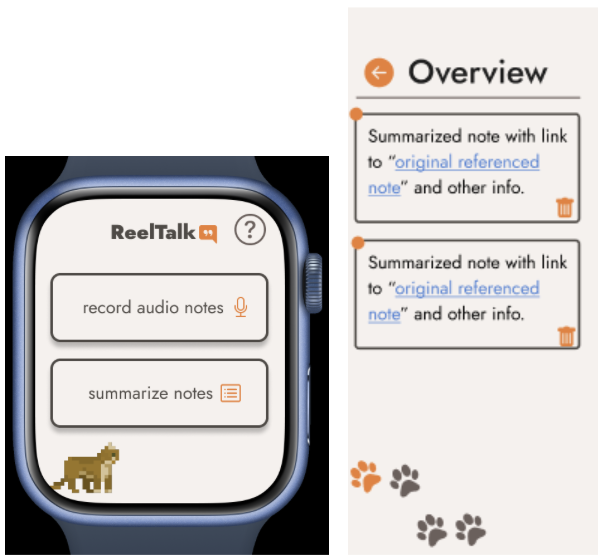 ReelTalk
?
record audio notes
summarize notes
Overview
Summarized note with link
to “original referenced
note” and other info.
Summarized note with link
to “original referenced
note” and other info.